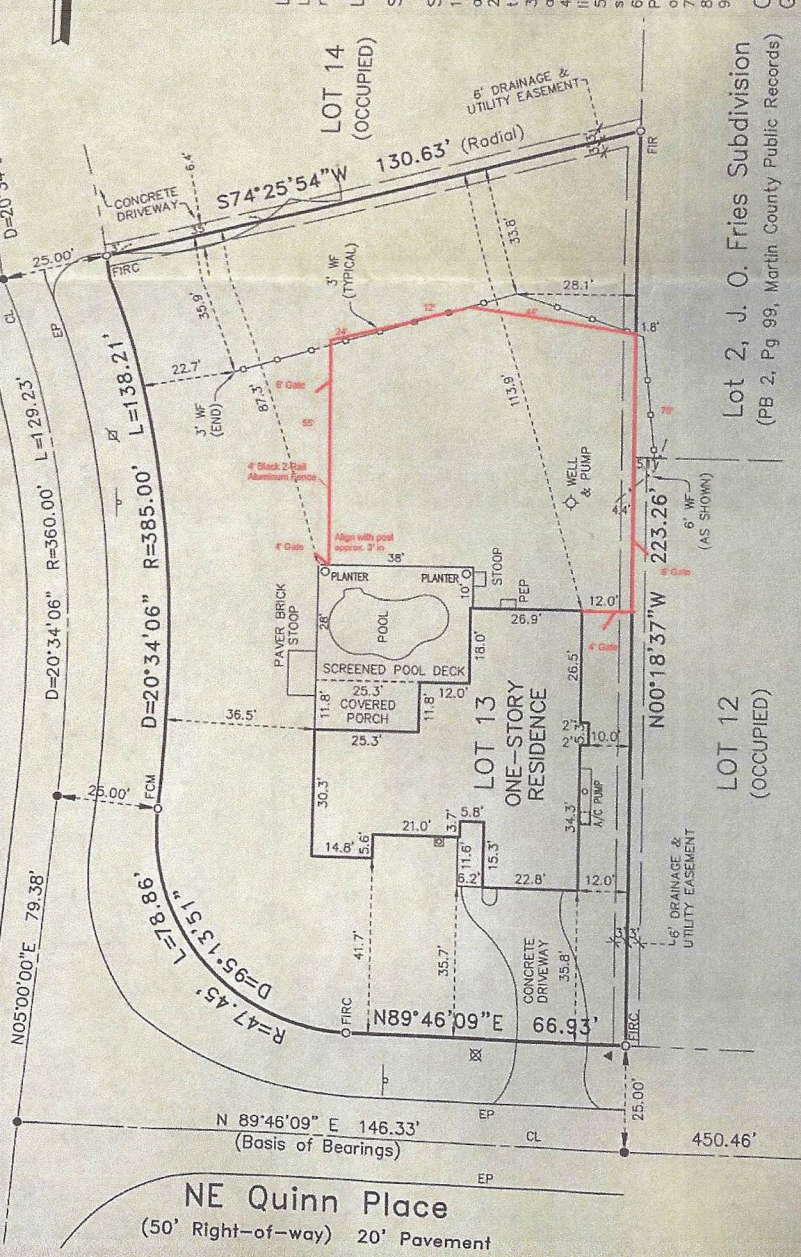 D=20°34'06" R=360.00' L=129.23'
CL
EP
25.00'
CONCRETE
DRIVEWAY
6.4'
LOT 14
(OCCUPIED)
6' DRAINAGE &
UTILITY EASEMENT
S74°25'54"W 130.63' (Radial)
3'
FIRC
3' 3'
FIR
D=20°34'06" R=385.00' L=138.21'
35.9'
22.7'
3' WF
(END)
3' WF
(TYPICAL)
87.3'
33.8'
28.1'
113.9'
1.8'
24'
12'
6' Gate
55'
4' Black 2-Rail
Aluminum Fence
4' Gate
Align with post
approx. 3' in
70'
6' Gate
4' Gate
WELL
& PUMP
4.4'
6' WF
(AS SHOWN)
Lot 2, J. O. Fries Subdivision
(PB 2, Pg 99, Martin County Public Records)
38'
PLANTER
PLANTER
STOOP
PEP
10'
PAVER BRICK
STOOP
28'
POOL
SCREENED POOL DECK
18.0'
26.9'
12.0'
N00°18'37"W 223.26'
11.8'
25.3'
COVERED
PORCH
11.8'
12.0'
25.3'
26.5'
36.5'
LOT 13
ONE-STORY
RESIDENCE
10.0'
LOT 12
(OCCUPIED)
30.3'
34.3'
A/C PUMP
14.8'
5.6'
21.0'
3.7'
5.8'
11.6'
15.3'
6.2'
22.8'
12.0'
25.00'
FCM
N05°00'00"E 79.38'
R=47.45' L=78.86'
D=95°13'51"
41.7'
35.7'
CONCRETE
DRIVEWAY
35.8'
3' 3'
6' DRAINAGE &
UTILITY EASEMENT
FIRC
N89°46'09"E 66.93'
FIRC
25.00'
EP
N 89°46'09" E 146.33'
(Basis of Bearings)
CL
450.46'
EP
NE Quinn Place
(50' Right-of-way) 20' Pavement